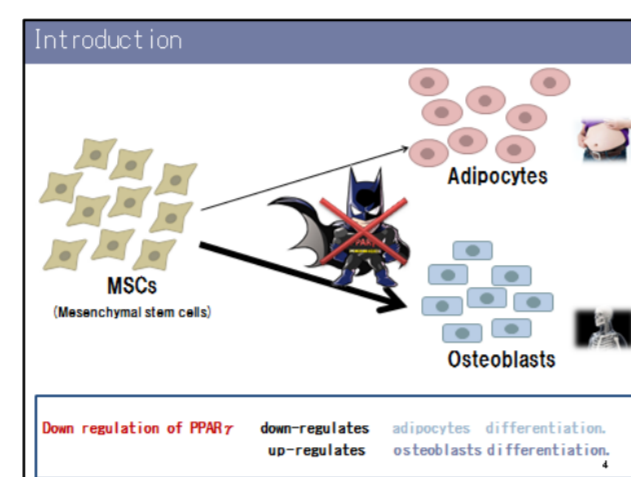 Introduction
Adipocytes
MSCs
(Mesenchymal stem cells)
Osteoblasts
Down regulation of PPARγ down-regulates adipocytes differentiation.
up-regulates osteoblasts differentiation.
4